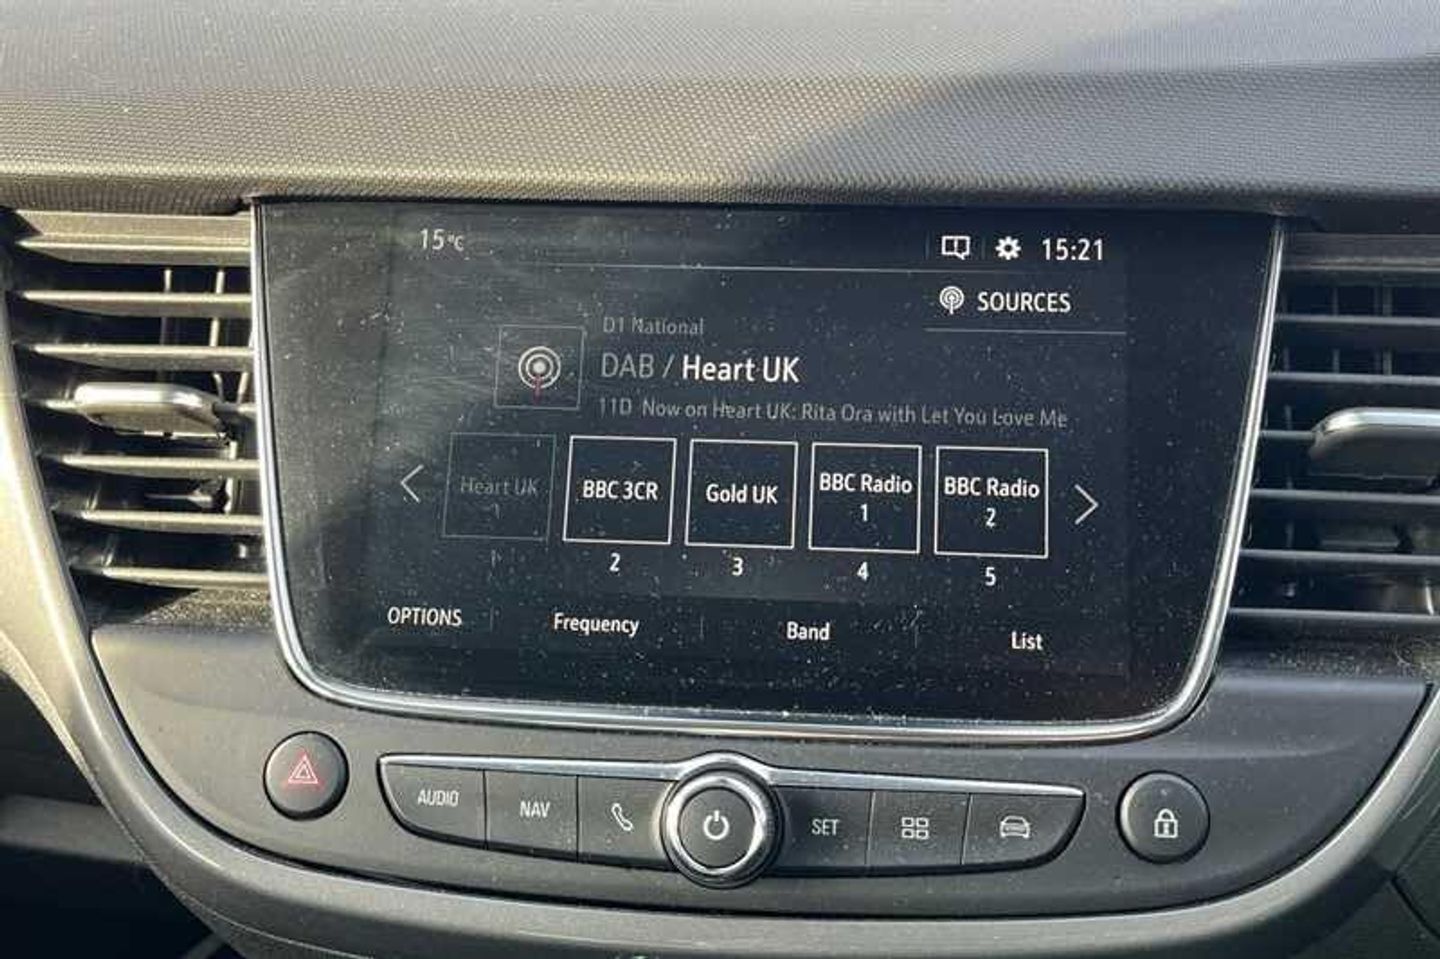 15°C
15:21
SOURCES
D1 National
DAB / Heart UK
11D Now on Heart UK: Rita Ora with Let You Love Me
Heart UK
BBC 3CR
Gold UK
BBC Radio
1
BBC Radio
2
1
2
3
4
5
OPTIONS
Frequency
Band
List
AUDIO
NAV
SET